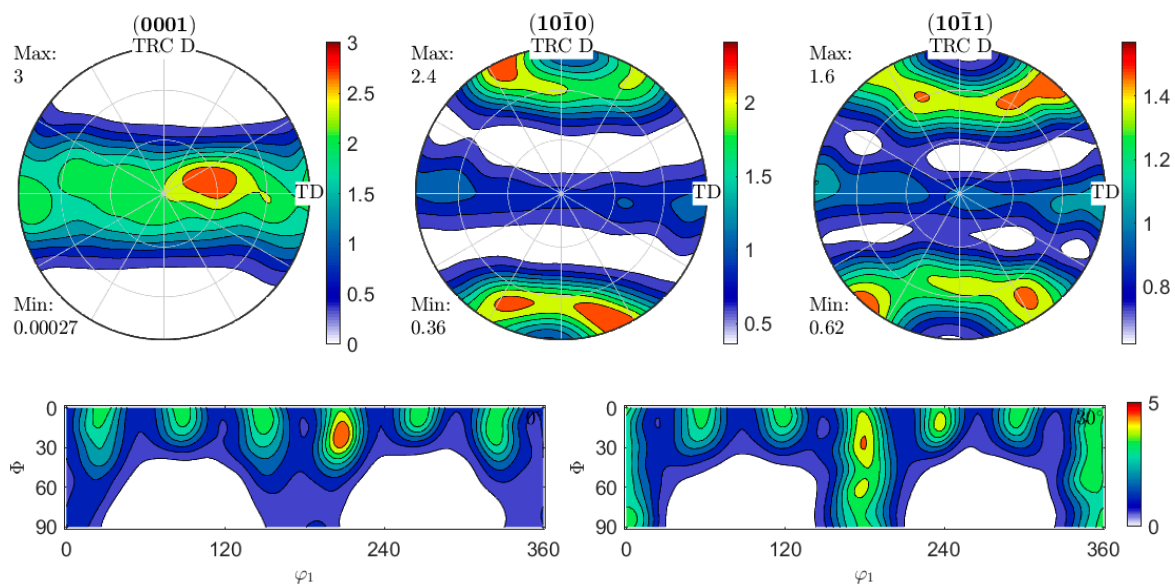 (0001)
TRC D
Max:
3
TD
Min:
0.00027
3
2.5
2
1.5
1
0.5
0
(101̄0)
TRC D
Max:
2.4
TD
Min:
0.36
2
1.5
1
0.5
(101̄1)
TRC D
Max:
1.6
TD
Min:
0.62
1.4
1.2
1
0.8
0
30
60
90
Φ
0
120
240
360
φ₁
0°
0
30
60
90
Φ
0
120
240
360
φ₁
30°
5
0